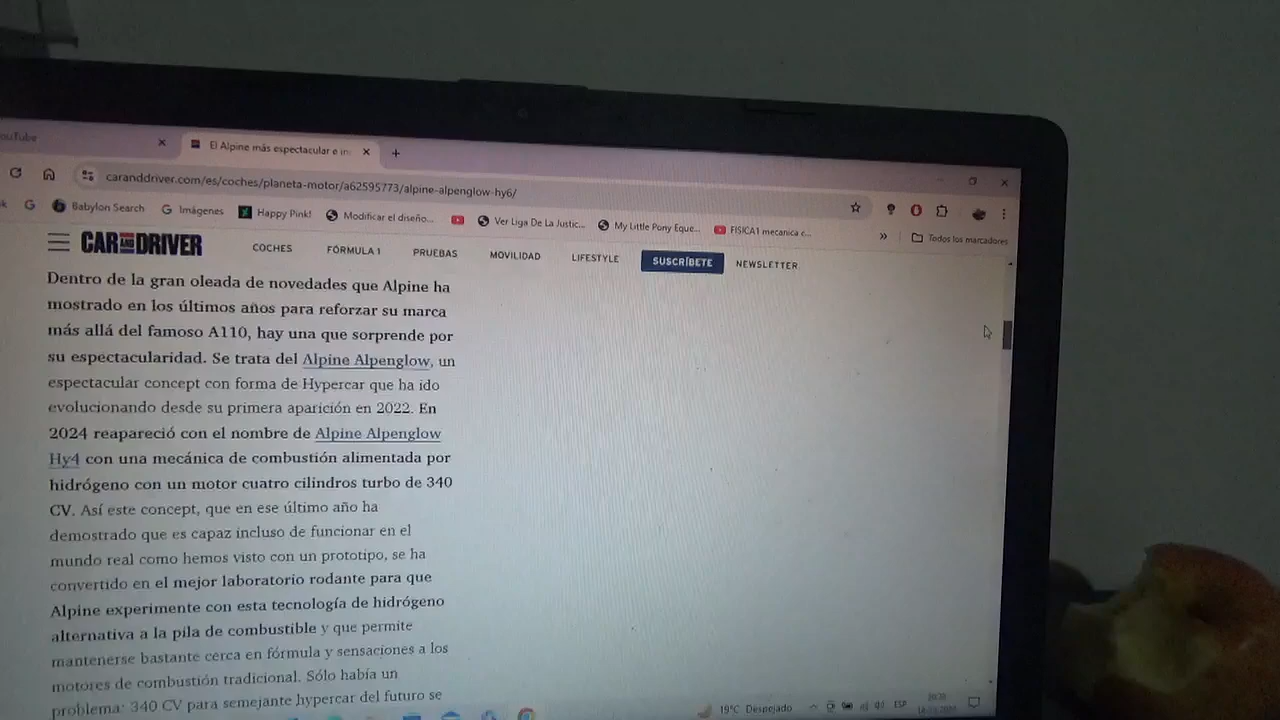 El Alpine más espectacular e in
caranddriver.com/es/coches/planeta-motor/a62595773/alpine-alpenglow-hy6/
Babylon Search Imágenes Happy Pink! Modificar el diseño... Ver Liga De La Justic... My Little Pony Eque... FISICA1 mecanica c...
Todos los marcadores
CAR AND DRIVER
COCHES FÓRMULA 1 PRUEBAS MOVILIDAD LIFESTYLE SUSCRÍBETE NEWSLETTER
Dentro de la gran oleada de novedades que Alpine ha
mostrado en los últimos años para reforzar su marca
más allá del famoso A110, hay una que sorprende por
su espectacularidad. Se trata del Alpine Alpenglow, un
espectacular concept con forma de Hypercar que ha ido
evolucionando desde su primera aparición en 2022. En
2024 reapareció con el nombre de Alpine Alpenglow
Hy4 con una mecánica de combustión alimentada por
hidrógeno con un motor cuatro cilindros turbo de 340
CV. Así este concept, que en ese último año ha
demostrado que es capaz incluso de funcionar en el
mundo real como hemos visto con un prototipo, se ha
convertido en el mejor laboratorio rodante para que
Alpine experimente con esta tecnología de hidrógeno
alternativa a la pila de combustible y que permite
mantenerse bastante cerca en fórmula y sensaciones a los
motores de combustión tradicional. Sólo había un
problema: 340 CV para semejante hypercar del futuro se
19°C Despejado ESP